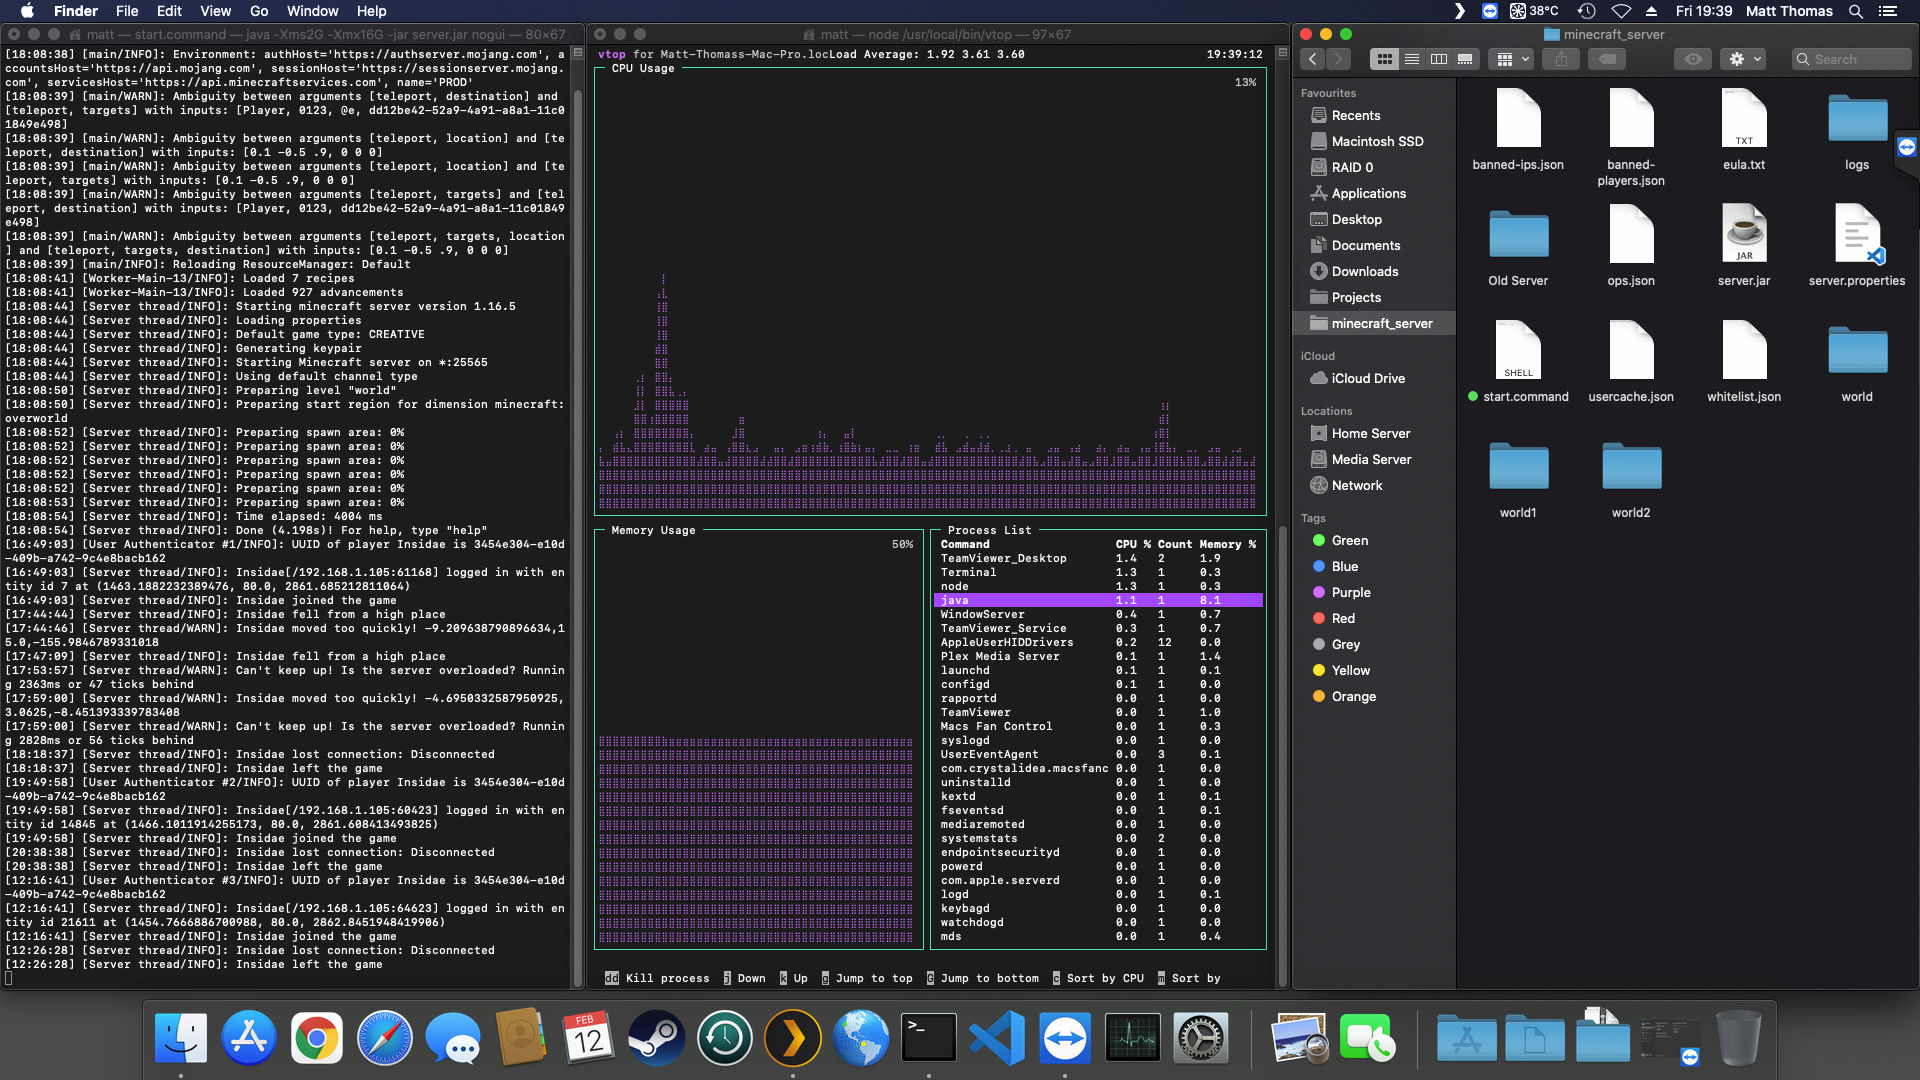 Finder File Edit View Go Window Help
38°C Fri 19:39 Matt Thomas
matt — start.command — java -Xms2G -Xmx16G -jar server.jar nogui — 80×67
[18:08:38] [main/INFO]: Environment: authHost='https://authserver.mojang.com', a
ccountsHost='https://api.mojang.com', sessionHost='https://sessionserver.mojang.
com', servicesHost='https://api.minecraftservices.com', name='PROD'
[18:08:39] [main/WARN]: Ambiguity between arguments [teleport, destination] and
[teleport, targets] with inputs: [Player, 0123, @e, dd12be42-52a9-4a91-a8a1-11c0
1849e498]
[18:08:39] [main/WARN]: Ambiguity between arguments [teleport, location] and [te
leport, destination] with inputs: [0.1 -0.5 .9, 0 0 0]
[18:08:39] [main/WARN]: Ambiguity between arguments [teleport, location] and [te
leport, targets] with inputs: [0.1 -0.5 .9, 0 0 0]
[18:08:39] [main/WARN]: Ambiguity between arguments [teleport, targets] and [tel
eport, destination] with inputs: [Player, 0123, dd12be42-52a9-4a91-a8a1-11c01849
e498]
[18:08:39] [main/WARN]: Ambiguity between arguments [teleport, targets, location
] and [teleport, targets, destination] with inputs: [0.1 -0.5 .9, 0 0 0]
[18:08:39] [main/INFO]: Reloading ResourceManager: Default
[18:08:41] [Worker-Main-13/INFO]: Loaded 7 recipes
[18:08:41] [Worker-Main-13/INFO]: Loaded 927 advancements
[18:08:44] [Server thread/INFO]: Starting minecraft server version 1.16.5
[18:08:44] [Server thread/INFO]: Loading properties
[18:08:44] [Server thread/INFO]: Default game type: CREATIVE
[18:08:44] [Server thread/INFO]: Generating keypair
[18:08:44] [Server thread/INFO]: Starting Minecraft server on *:25565
[18:08:44] [Server thread/INFO]: Using default channel type
[18:08:50] [Server thread/INFO]: Preparing level "world"
[18:08:50] [Server thread/INFO]: Preparing start region for dimension minecraft:
overworld
[18:08:52] [Server thread/INFO]: Preparing spawn area: 0%
[18:08:52] [Server thread/INFO]: Preparing spawn area: 0%
[18:08:52] [Server thread/INFO]: Preparing spawn area: 0%
[18:08:52] [Server thread/INFO]: Preparing spawn area: 0%
[18:08:52] [Server thread/INFO]: Preparing spawn area: 0%
[18:08:53] [Server thread/INFO]: Preparing spawn area: 0%
[18:08:54] [Server thread/INFO]: Time elapsed: 4004 ms
[18:08:54] [Server thread/INFO]: Done (4.198s)! For help, type "help"
[16:49:03] [User Authenticator #1/INFO]: UUID of player Insidae is 3454e304-e10d
-409b-a742-9c4e8bacb162
[16:49:03] [Server thread/INFO]: Insidae[/192.168.1.105:61168] logged in with en
tity id 7 at (1463.1882232389476, 80.0, 2861.685212811064)
[16:49:03] [Server thread/INFO]: Insidae joined the game
[17:44:44] [Server thread/INFO]: Insidae fell from a high place
[17:44:46] [Server thread/WARN]: Insidae moved too quickly! -9.209638790896634,1
5.0,-155.9846789331018
[17:47:09] [Server thread/INFO]: Insidae fell from a high place
[17:53:57] [Server thread/WARN]: Can't keep up! Is the server overloaded? Runnin
g 2363ms or 47 ticks behind
[17:59:00] [Server thread/WARN]: Insidae moved too quickly! -4.6950332587950925,
3.0625,-8.451393339783408
[17:59:00] [Server thread/WARN]: Can't keep up! Is the server overloaded? Runnin
g 2828ms or 56 ticks behind
[18:18:37] [Server thread/INFO]: Insidae lost connection: Disconnected
[18:18:37] [Server thread/INFO]: Insidae left the game
[19:49:58] [User Authenticator #2/INFO]: UUID of player Insidae is 3454e304-e10d
-409b-a742-9c4e8bacb162
[19:49:58] [Server thread/INFO]: Insidae[/192.168.1.105:60423] logged in with en
tity id 14845 at (1466.1011914255173, 80.0, 2861.608413493825)
[19:49:58] [Server thread/INFO]: Insidae joined the game
[20:38:38] [Server thread/INFO]: Insidae lost connection: Disconnected
[20:38:38] [Server thread/INFO]: Insidae left the game
[12:16:41] [User Authenticator #3/INFO]: UUID of player Insidae is 3454e304-e10d
-409b-a742-9c4e8bacb162
[12:16:41] [Server thread/INFO]: Insidae[/192.168.1.105:64623] logged in with en
tity id 21611 at (1454.7666886700988, 80.0, 2862.8451948419906)
[12:16:41] [Server thread/INFO]: Insidae joined the game
[12:26:28] [Server thread/INFO]: Insidae lost connection: Disconnected
[12:26:28] [Server thread/INFO]: Insidae left the game
matt — node /usr/local/bin/vtop — 97×67
vtop for Matt-Thomass-Mac-Pro.locLoad Average: 1.92 3.61 3.60 19:39:12
CPU Usage
13%
Memory Usage
50%
Process List
Command CPU % Count Memory %
TeamViewer_Desktop 1.4 2 1.9
Terminal 1.3 1 0.3
node 1.3 1 0.3
java 1.1 1 8.1
WindowServer 0.4 1 0.7
TeamViewer_Service 0.3 1 0.7
AppleUserHIDDrivers 0.2 12 0.0
Plex Media Server 0.1 1 1.4
launchd 0.1 1 0.1
configd 0.1 1 0.0
rapportd 0.0 1 0.0
TeamViewer 0.0 1 1.0
Macs Fan Control 0.0 1 0.3
syslogd 0.0 1 0.0
UserEventAgent 0.0 3 0.1
com.crystalidea.macsfanc 0.0 1 0.0
uninstalld 0.0 1 0.0
kextd 0.0 1 0.1
fseventsd 0.0 1 0.1
mediaremoted 0.0 1 0.0
systemstats 0.0 2 0.0
endpointsecurityd 0.0 1 0.0
powerd 0.0 1 0.0
com.apple.serverd 0.0 1 0.0
logd 0.0 1 0.1
keybagd 0.0 1 0.0
watchdogd 0.0 1 0.0
mds 0.0 1 0.4
dd Kill process j Down k Up g Jump to top G Jump to bottom c Sort by CPU m Sort by
minecraft_server
Search
Favourites
Recents
Macintosh SSD
RAID 0
Applications
Desktop
Documents
Downloads
Projects
minecraft_server
iCloud
iCloud Drive
Locations
Home Server
Media Server
Network
Tags
Green
Blue
Purple
Red
Grey
Yellow
Orange
TXT
banned-ips.json
banned-
players.json
eula.txt
logs
JAR
Old Server
ops.json
server.jar
server.properties
SHELL
start.command
usercache.json
whitelist.json
world
world1
world2
FEB
12